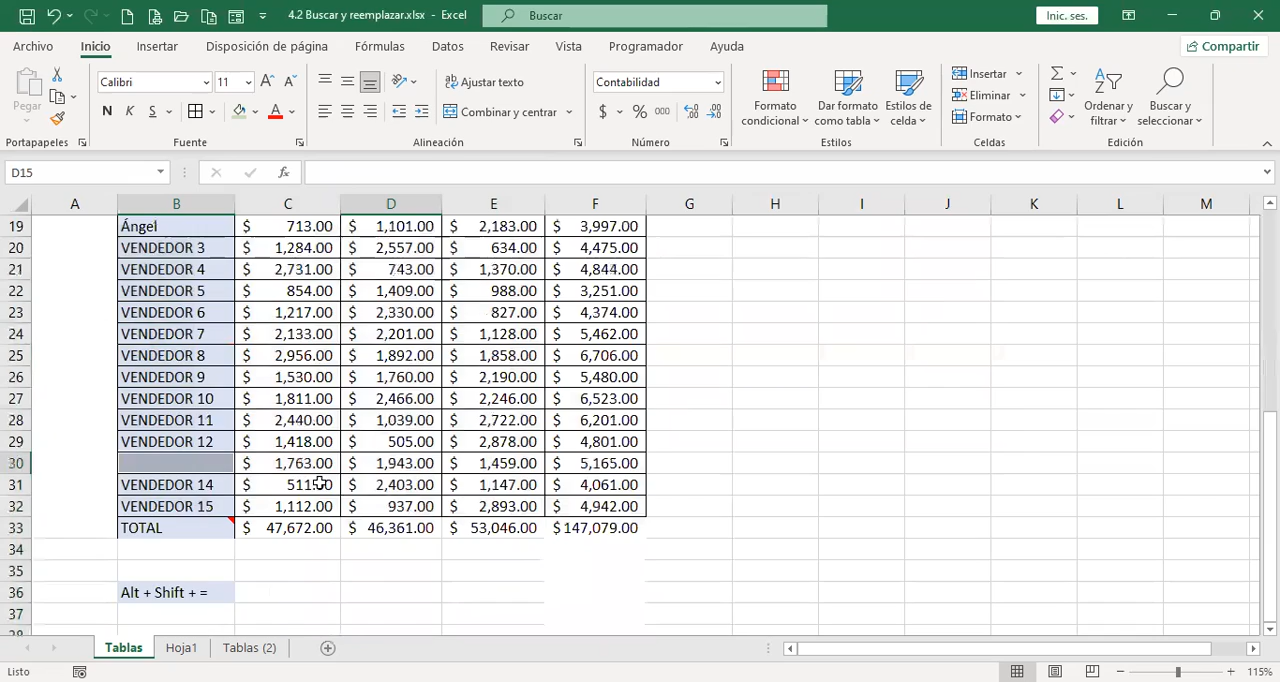 4.2 Buscar y reemplazar.xlsx - Excel
Buscar
Inic. ses.
Archivo Inicio Insertar Disposición de página Fórmulas Datos Revisar Vista Programador Ayuda
Compartir
Pegar
Portapapeles
Calibri 11
N K S
Fuente
ab Ajustar texto
Combinar y centrar
Alineación
Contabilidad
$ % 000
Número
Formato condicional
Dar formato como tabla
Estilos de celda
Estilos
Insertar
Eliminar
Formato
Celdas
Ordenar y filtrar
Buscar y seleccionar
Edición
D15 fx
A B C D E F G H I J K L M
19 Ángel $ 713.00 $ 1,101.00 $ 2,183.00 $ 3,997.00
20 VENDEDOR 3 $ 1,284.00 $ 2,557.00 $ 634.00 $ 4,475.00
21 VENDEDOR 4 $ 2,731.00 $ 743.00 $ 1,370.00 $ 4,844.00
22 VENDEDOR 5 $ 854.00 $ 1,409.00 $ 988.00 $ 3,251.00
23 VENDEDOR 6 $ 1,217.00 $ 2,330.00 $ 827.00 $ 4,374.00
24 VENDEDOR 7 $ 2,133.00 $ 2,201.00 $ 1,128.00 $ 5,462.00
25 VENDEDOR 8 $ 2,956.00 $ 1,892.00 $ 1,858.00 $ 6,706.00
26 VENDEDOR 9 $ 1,530.00 $ 1,760.00 $ 2,190.00 $ 5,480.00
27 VENDEDOR 10 $ 1,811.00 $ 2,466.00 $ 2,246.00 $ 6,523.00
28 VENDEDOR 11 $ 2,440.00 $ 1,039.00 $ 2,722.00 $ 6,201.00
29 VENDEDOR 12 $ 1,418.00 $ 505.00 $ 2,878.00 $ 4,801.00
30 $ 1,763.00 $ 1,943.00 $ 1,459.00 $ 5,165.00
31 VENDEDOR 14 $ $ 2,403.00 $ 1,147.00 $ 4,061.00
32 VENDEDOR 15 $ 1,112.00 $ 937.00 $ 2,893.00 $ 4,942.00
33 TOTAL $ 47,672.00 $ 46,361.00 $ 53,046.00 $147,079.00
34
35
36 Alt + Shift + =
37
Tablas Hoja1 Tablas (2)
Listo
115%